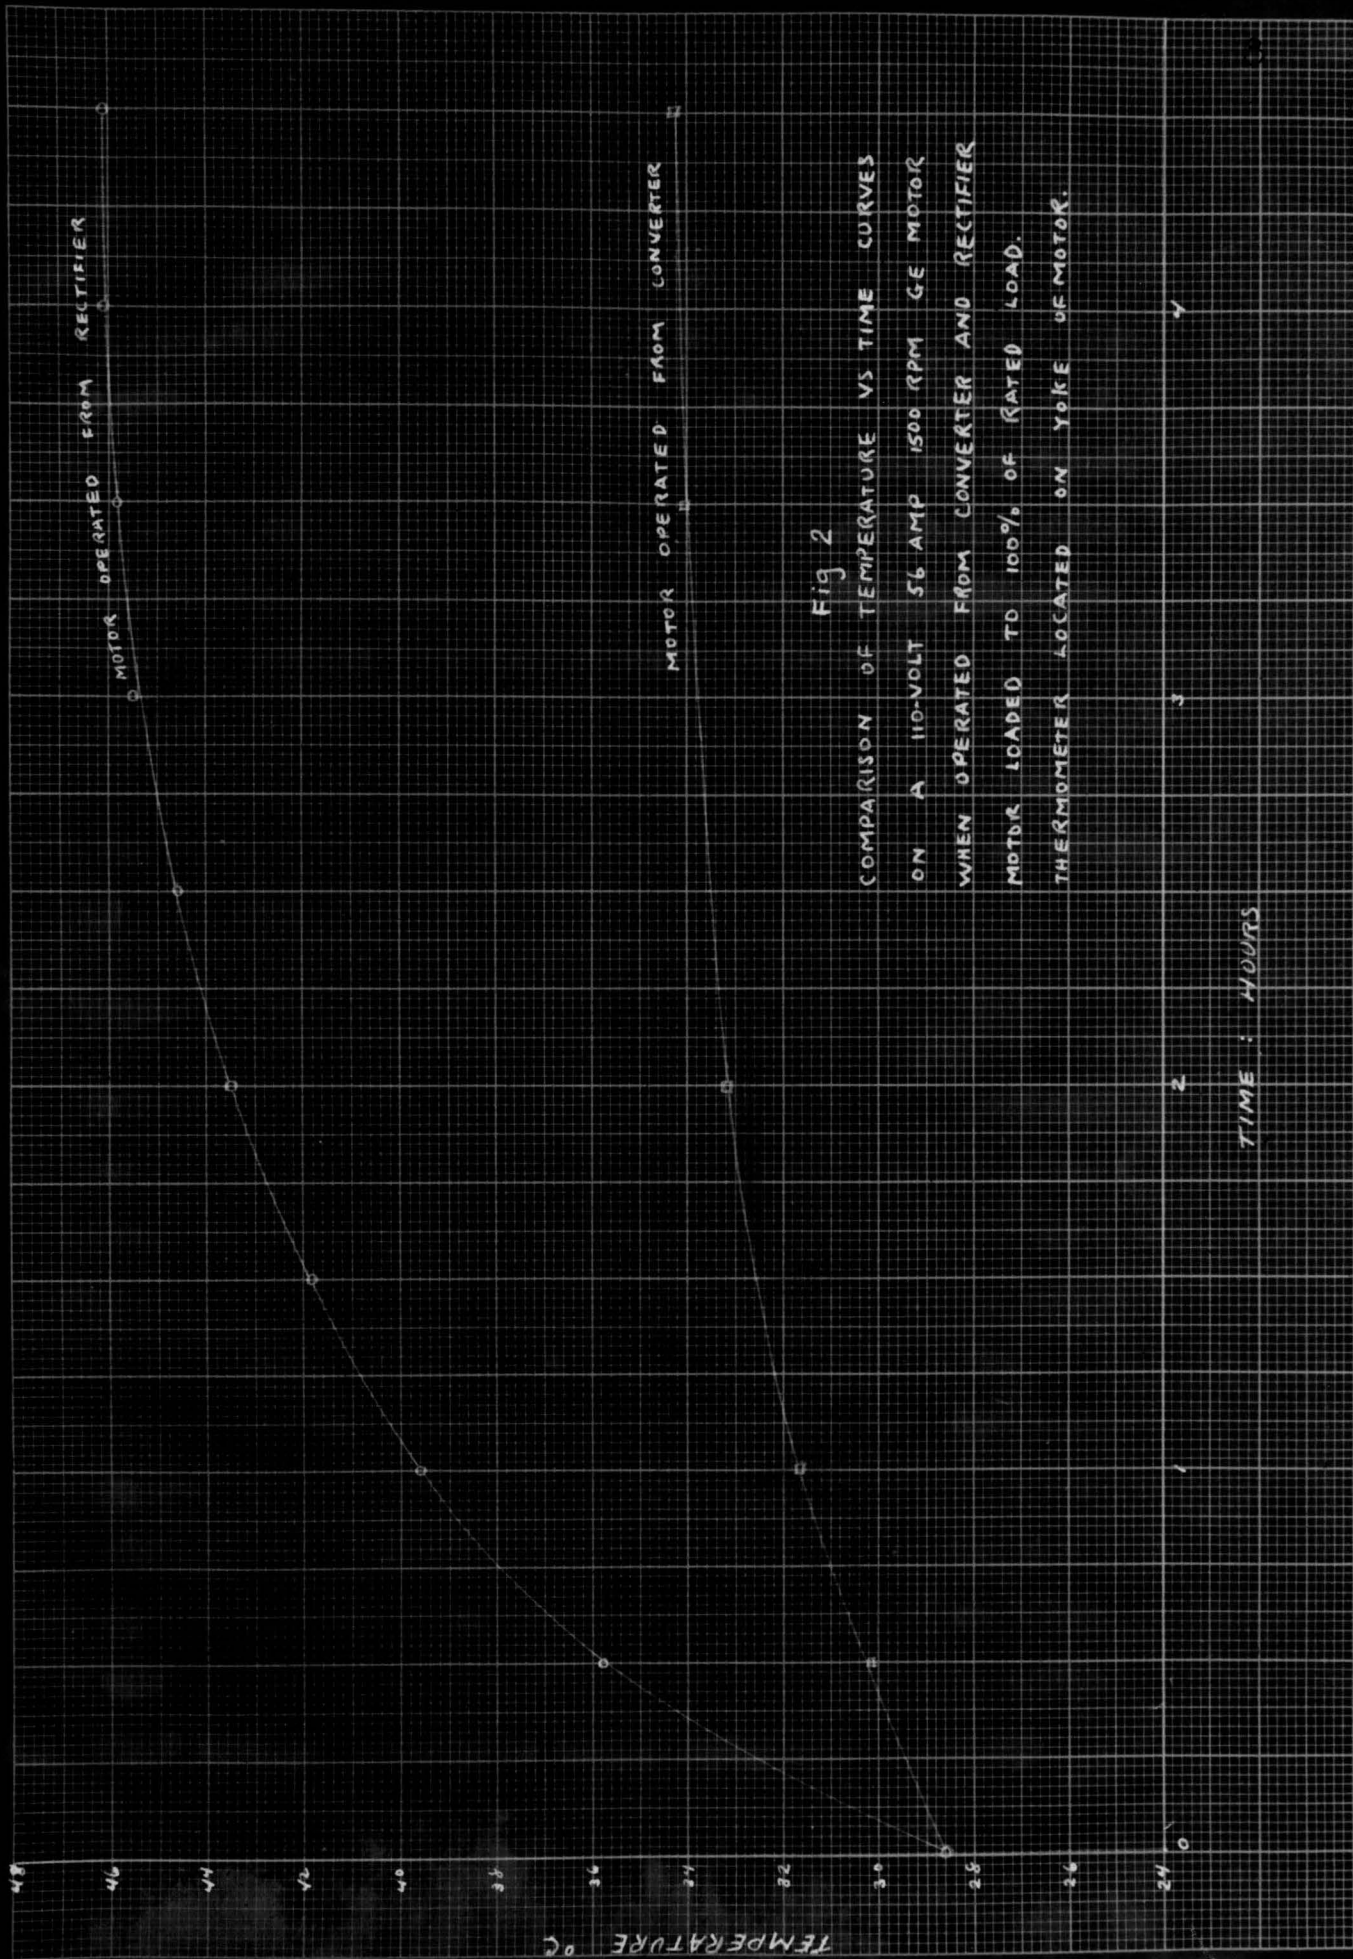 MOTOR OPERATED FROM RECTIFIER
MOTOR OPERATED FROM CONVERTER
Fig 2
COMPARISON OF TEMPERATURE VS TIME CURVES
ON A 110-VOLT 56 AMP 1500 RPM GE MOTOR
WHEN OPERATED FROM CONVERTER AND RECTIFIER
MOTOR LOADED TO 100% OF RATED LOAD.
THERMOMETER LOCATED ON YOKE OF MOTOR.
TEMPERATURE °C
48
46
44
42
40
38
36
34
32
30
28
26
24
0
1
2
3
4
TIME : HOURS